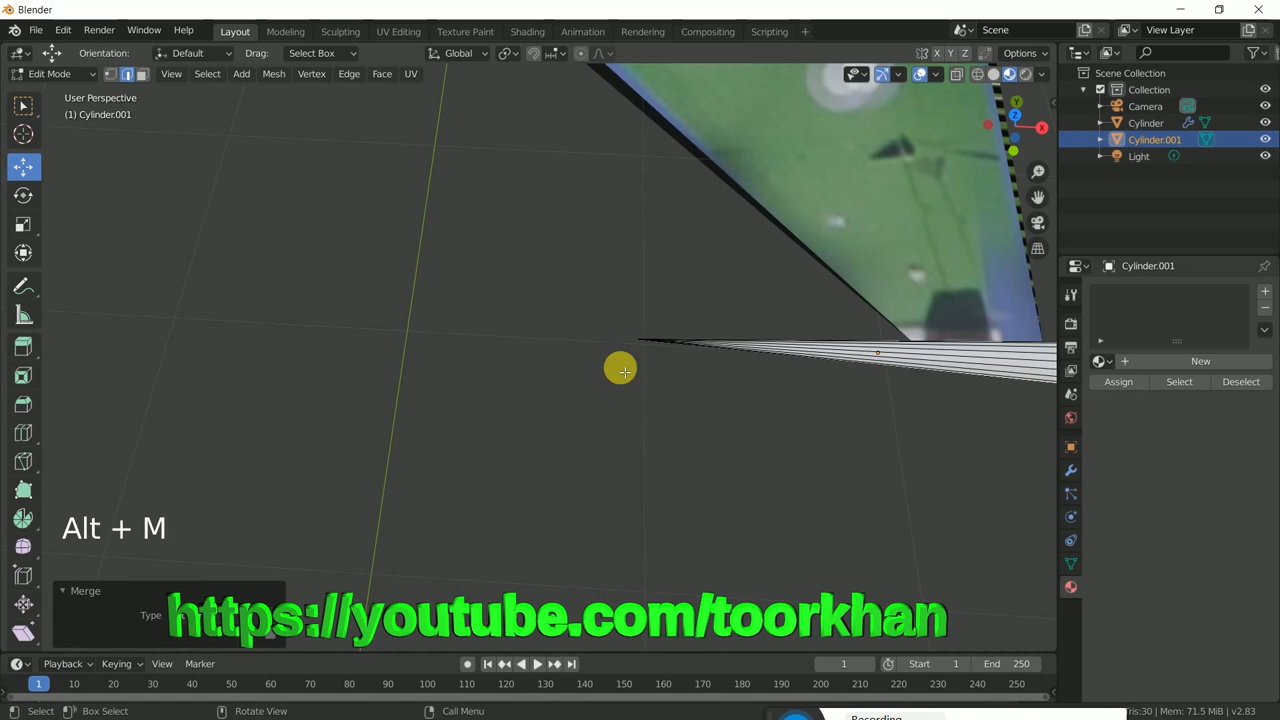 Blender
File Edit Render Window Help Layout Modeling Sculpting UV Editing Texture Paint Shading Animation Rendering Compositing Scripting + Scene View Layer
Orientation: Default Drag: Select Box Global X Y Z Options
Edit Mode View Select Add Mesh Vertex Edge Face UV
User Perspective
(1) Cylinder.001
Y
Z
X
Scene Collection
Collection
Camera
Cylinder
Cylinder.001
Light
Cylinder.001
New
Assign Select Deselect
Alt + M
Merge
Type
https://youtube.com/toorkhan
Playback Keying View Marker 1 Start 1 End 250
1 10 20 30 40 50 60 70 80 90 100 110 120 130 140 150 160 170 180 190 200 210 220 230 240 250
Select Box Select Rotate View Call Menu Recording Tris:30 | Mem: 71.5 MiB | v2.83